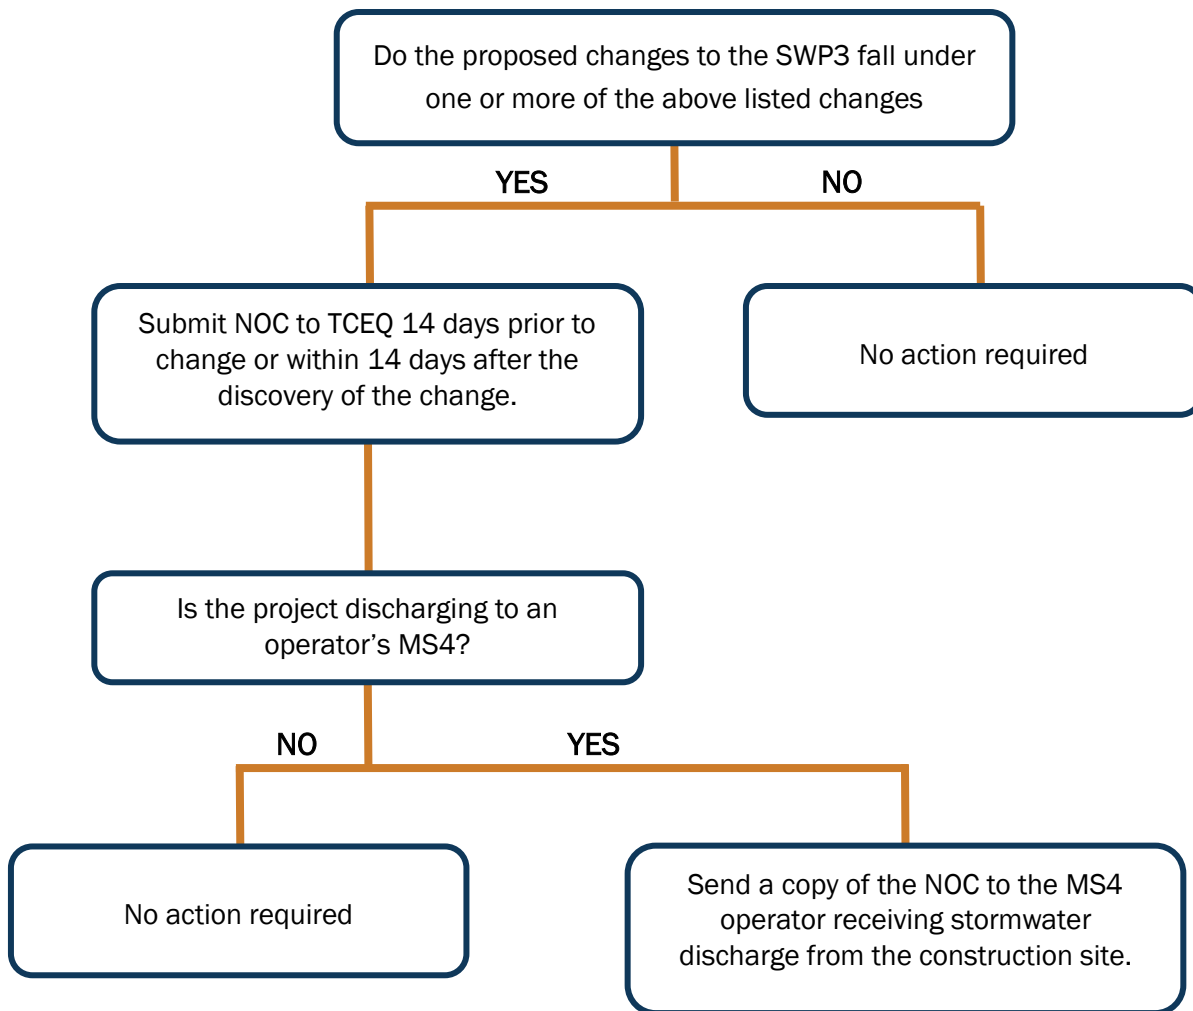 Do the proposed changes to the SWP3 fall under
one or more of the above listed changes
YES
NO
Submit NOC to TCEQ 14 days prior to
change or within 14 days after the
discovery of the change.
No action required
Is the project discharging to an
operator’s MS4?
NO
YES
No action required
Send a copy of the NOC to the MS4
operator receiving stormwater
discharge from the construction site.